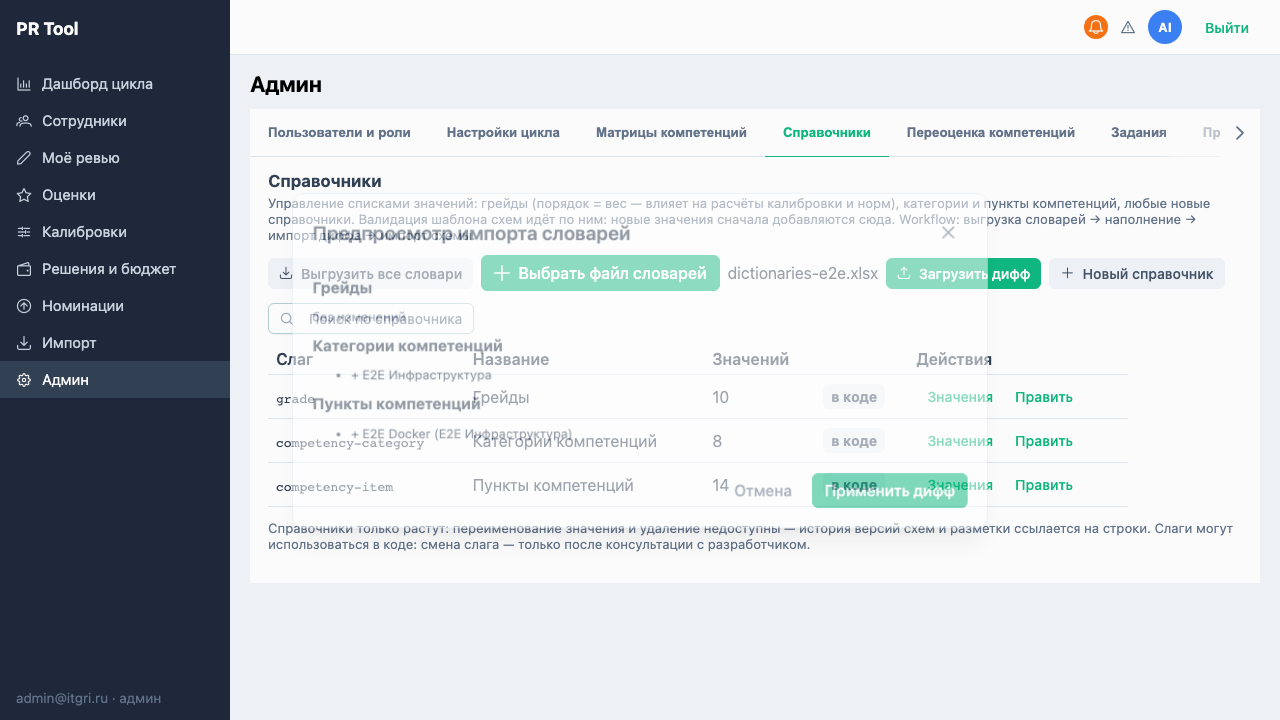 PR Tool
Дашборд цикла
Сотрудники
Моё ревью
Оценки
Калибровки
Решения и бюджет
Номинации
Импорт
Админ
admin@itgri.ru · админ
AI
Выйти
Админ
Пользователи и роли
Настройки цикла
Матрицы компетенций
Справочники
Переоценка компетенций
Задания
Пр
Справочники
Управление списками значений: грейды (порядок = вес — влияет на расчёты калибровки и норм), категории и пункты компетенций, любые новые
справочники. Валидация шаблона схем идёт по ним: новые значения сначала добавляются сюда. Workflow: выгрузка словарей → наполнение →
импорт
Выгрузить все словари
Выбрать файл словарей
dictionaries-e2e.xlsx
Загрузить дифф
Новый справочник
Поиск по справочника
Слаг
Название
Значений
Действия
grade
Грейды
10
в коде
Значения
Править
competency-category
Категории компетенций
8
в коде
Значения
Править
competency-item
Пункты компетенций
14
в коде
Значения
Править
Справочники только растут: переименование значения и удаление недоступны — история версий схем и разметки ссылается на строки. Слаги могут
использоваться в коде: смена слага — только после консультации с разработчиком.
Предпросмотр импорта словарей
Грейды
без изменений
Категории компетенций
• + E2E Инфраструктура
Пункты компетенций
• + E2E Docker (E2E Инфраструктура)
Отмена
Применить дифф